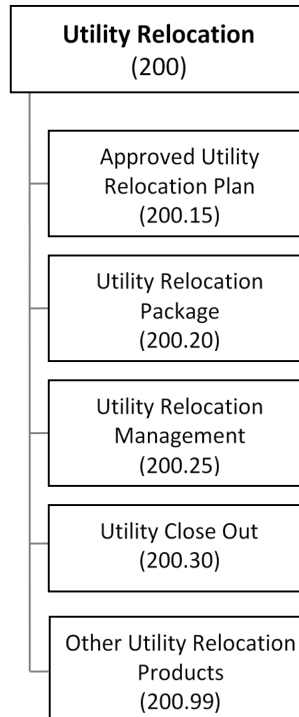 Utility Relocation
(200)
Approved Utility
Relocation Plan
(200.15)
Utility Relocation
Package
(200.20)
Utility Relocation
Management
(200.25)
Utility Close Out
(200.30)
Other Utility Relocation
Products
(200.99)